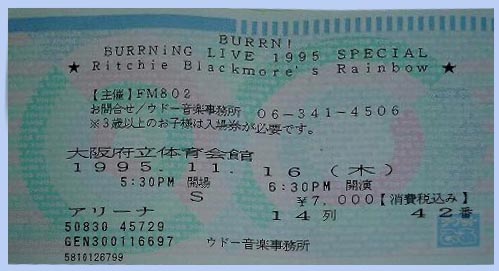 BURRN!
BURRNiNG LIVE 1995 SPECIAL
★ Ritchie Blackmore's Rainbow ★
【主催】FM802
お問合せ／ウドー音楽事務所 06-341-4506
※3歳以上のお子様は入場券が必要です。
大阪府立体育会館
1995.11.16（木）
5:30PM 開場 6:30PM 開演
S ¥7,000【消費税込み】
アリーナ 14列 42番
50830 45729
GEN300116697 ウドー音楽事務所
5810126799